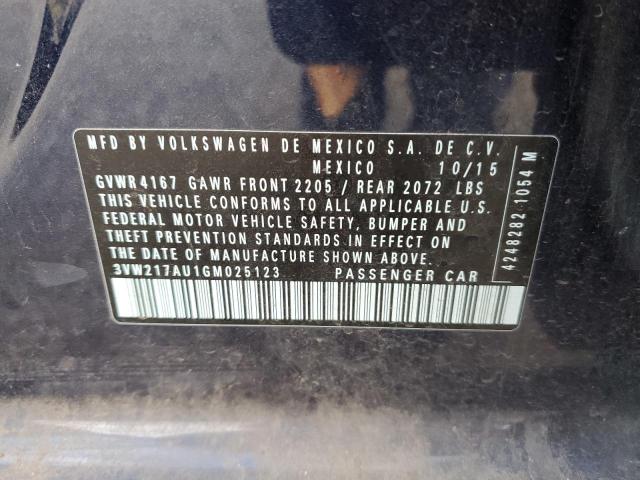 MFD BY VOLKSWAGEN DE MEXICO S.A. DE C.V.
MEXICO 10/15
GVWR4167 GAWR FRONT 2205 / REAR 2072 LBS
THIS VEHICLE CONFORMS TO ALL APPLICABLE U.S.
FEDERAL MOTOR VEHICLE SAFETY, BUMPER AND
THEFT PREVENTION STANDARDS IN EFFECT ON
THE DATE OF MANUFACTURE SHOWN ABOVE.
3VW217AU1GM025123 PASSENGER CAR
4248282 1054 M